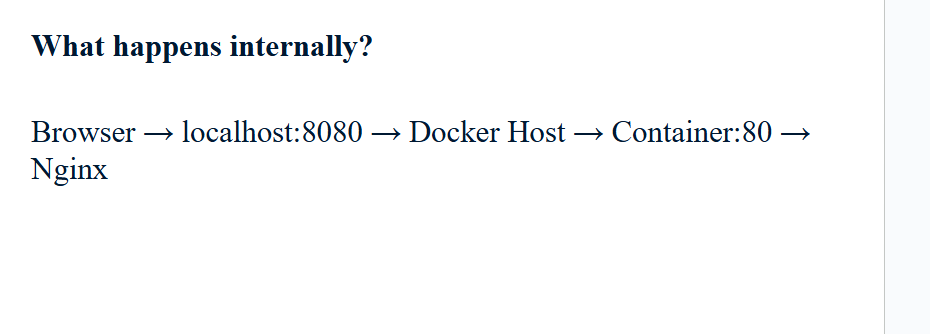 What happens internally?
Browser → localhost:8080 → Docker Host → Container:80 →
Nginx